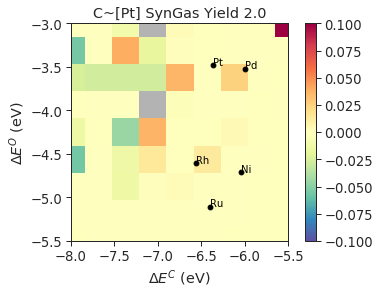 C~[Pt] SynGas Yield 2.0
−3.0
−3.5
−4.0
−4.5
−5.0
−5.5
ΔE^O (eV)
Pt
Pd
Rh
Ni
Ru
−8.0 −7.5 −7.0 −6.5 −6.0 −5.5
ΔE^C (eV)
0.100
0.075
0.050
0.025
0.000
−0.025
−0.050
−0.075
−0.100